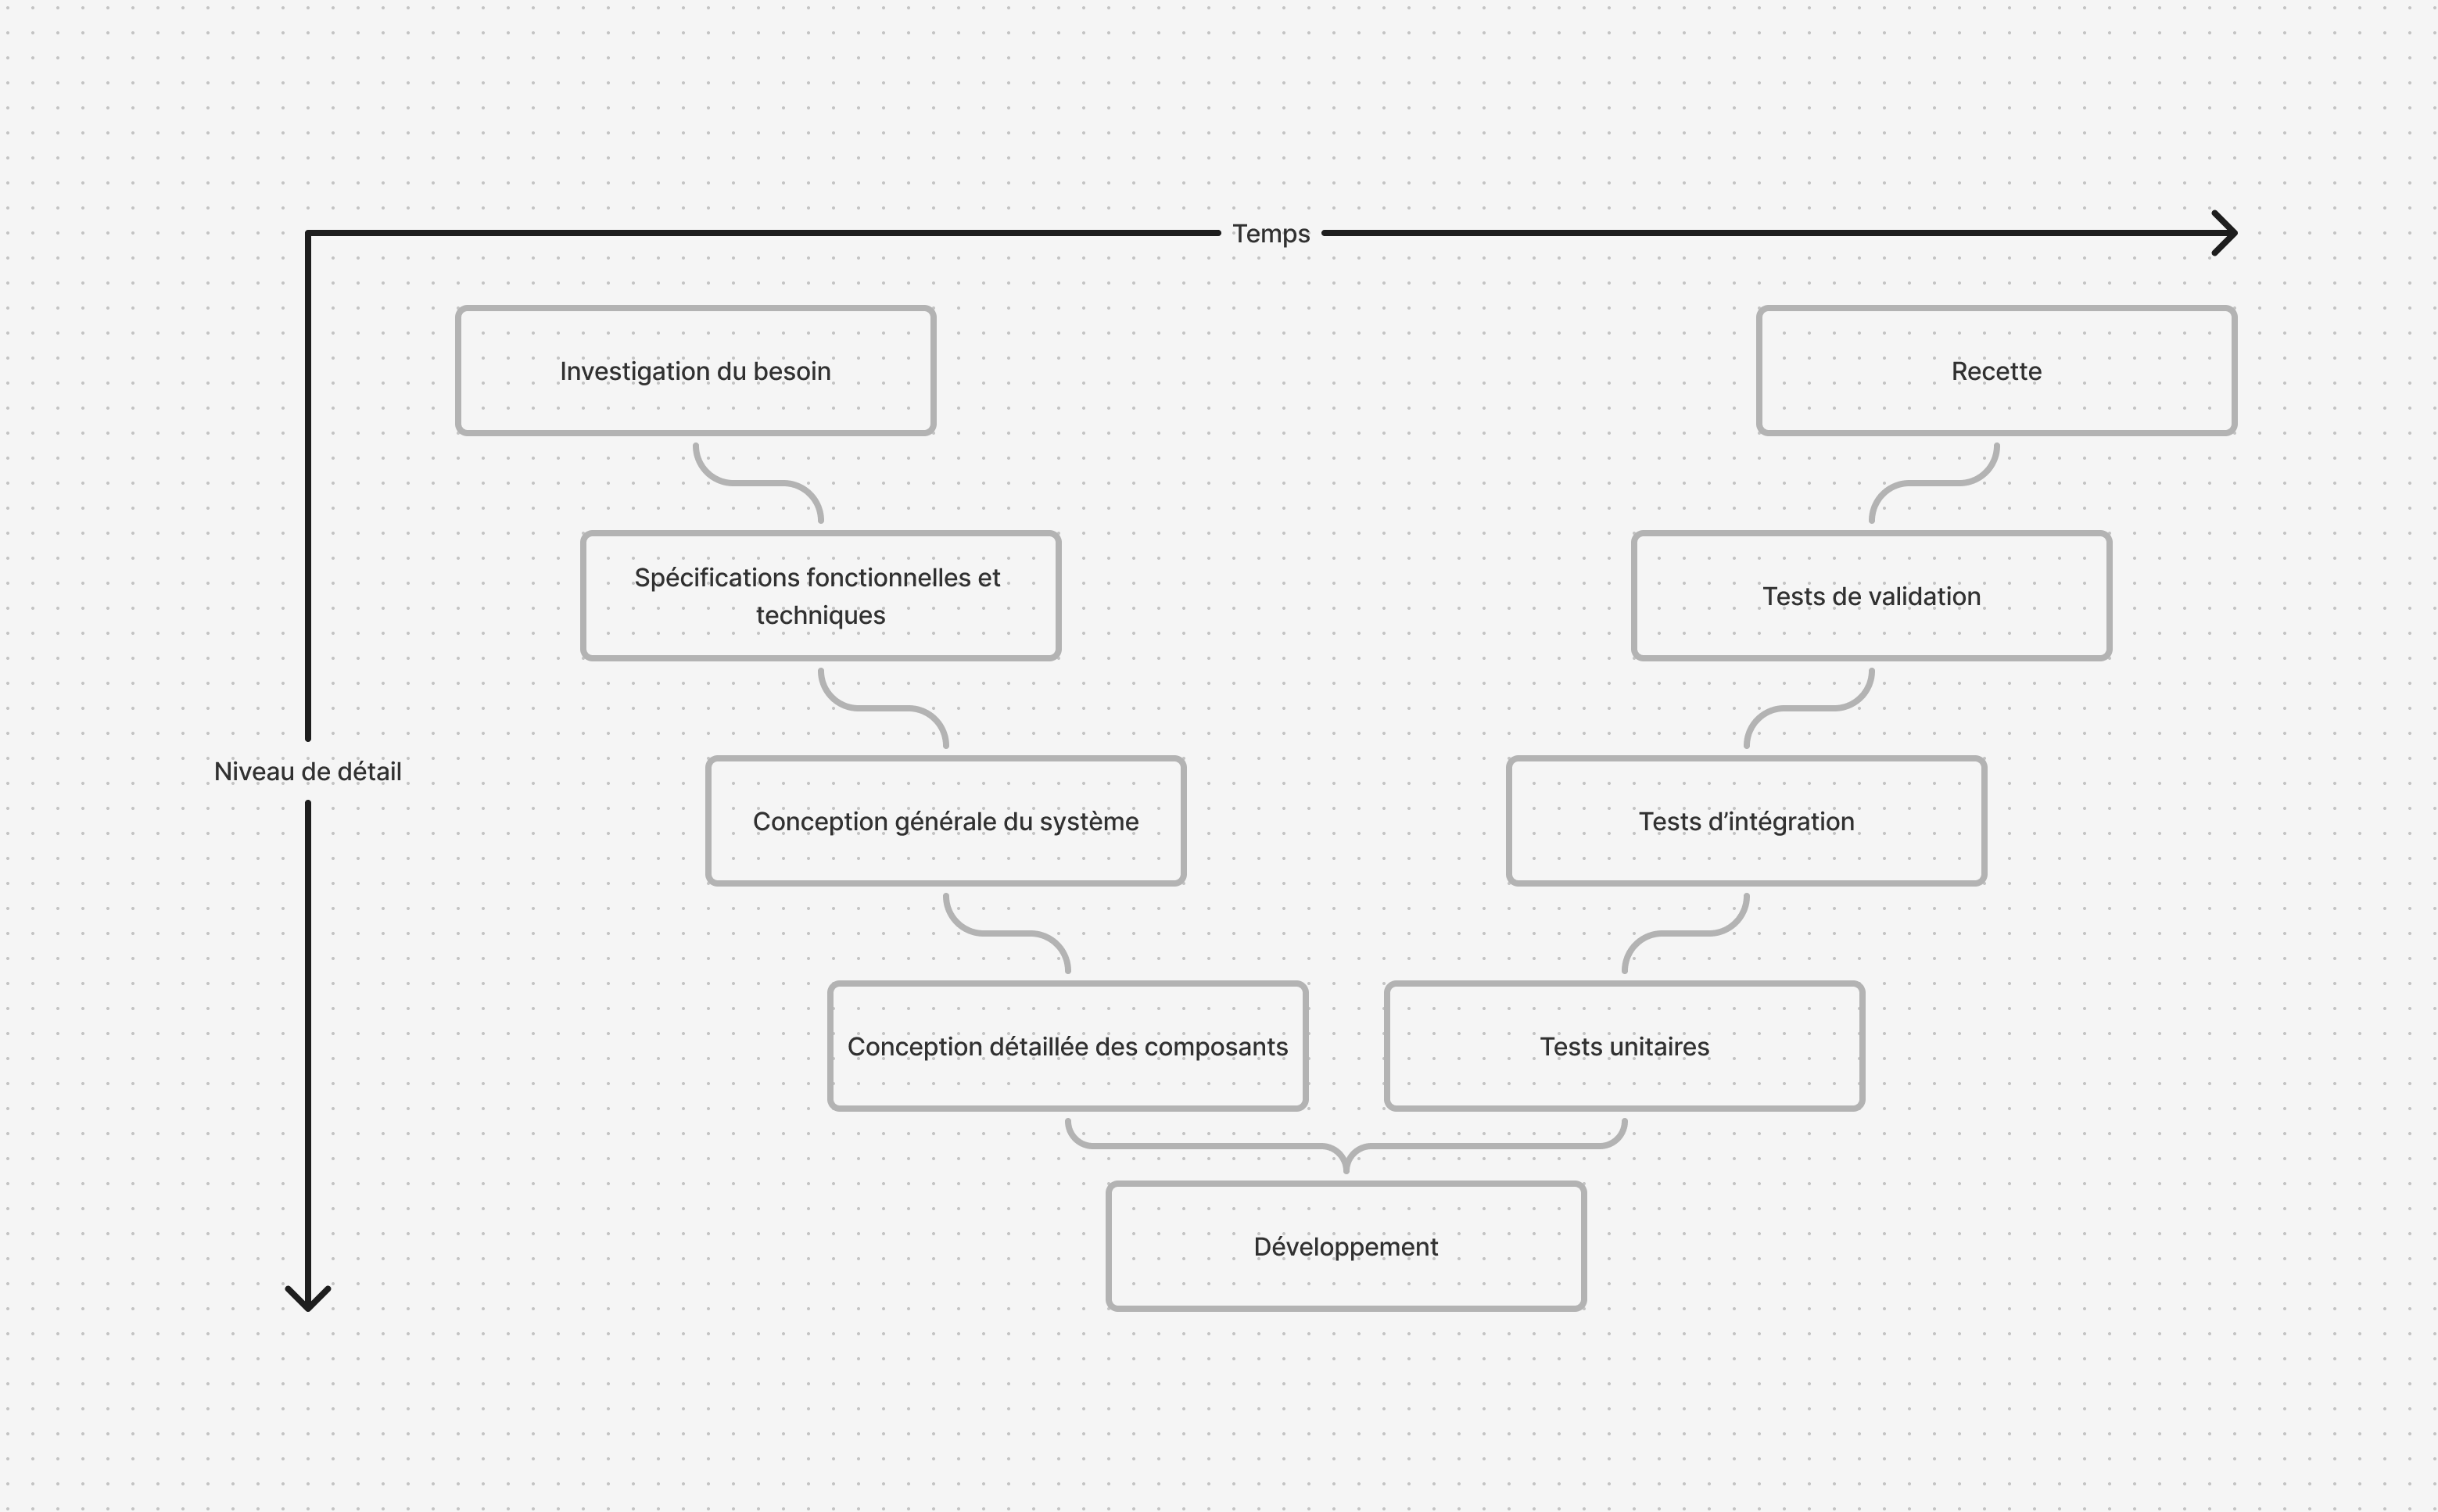 Temps
Investigation du besoin
Recette
Spécifications fonctionnelles et
techniques
Tests de validation
Niveau de détail
Conception générale du système
Tests d’intégration
Conception détaillée des composants
Tests unitaires
Développement